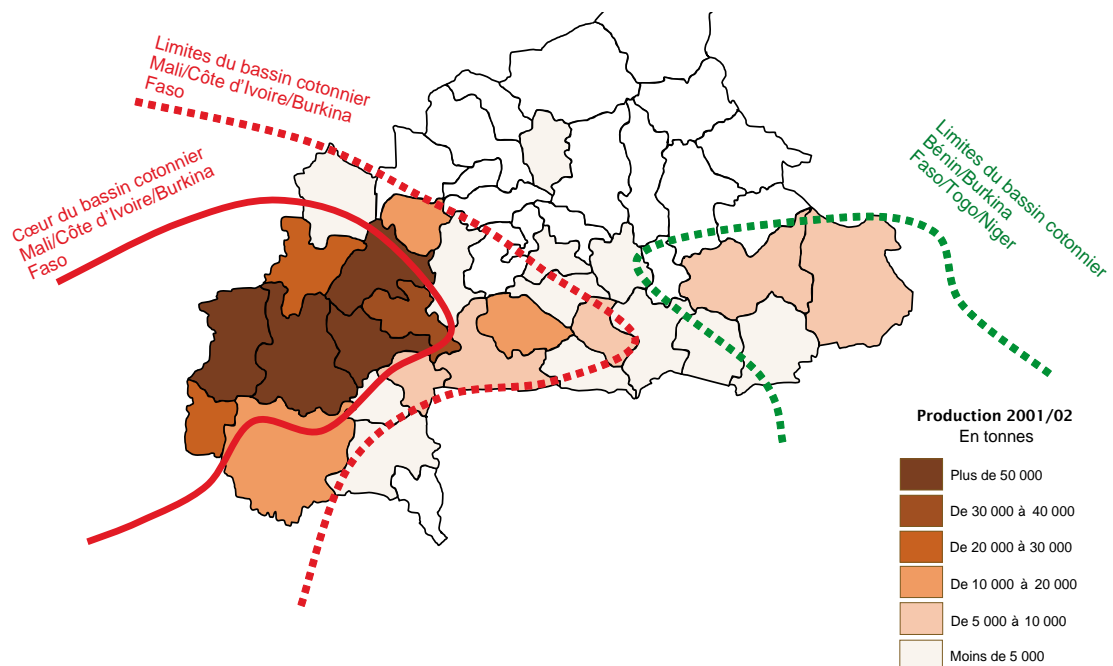 Limites du bassin cotonnier
Mali/Côte d'Ivoire/Burkina
Faso
Cœur du bassin cotonnier
Mali/Côte d'Ivoire/Burkina
Faso
Limites du bassin cotonnier
Bénin/Burkina
Faso/Togo/Niger
Production 2001/02
En tonnes
Plus de 50 000
De 30 000 à 40 000
De 20 000 à 30 000
De 10 000 à 20 000
De 5 000 à 10 000
Moins de 5 000